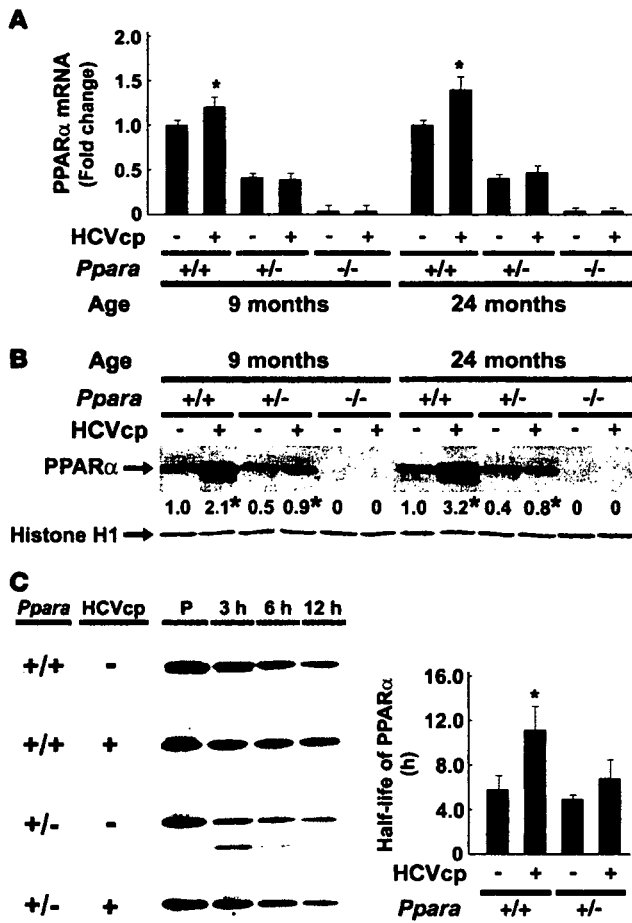 A
PPARα mRNA
(Fold change)
2.0
1.5
1.0
0.5
0
* *
HCVcp - + - + - + - + - + - +
Ppara +/+ +/- -/- +/+ +/- -/-
Age 9 months 24 months
B Age 9 months 24 months
Ppara +/+ +/- -/- +/+ +/- -/-
HCVcp - + - + - + - + - + - +
PPARα
1.0 2.1* 0.5 0.9* 0 0 1.0 3.2* 0.4 0.8* 0 0
Histone H1
C
Ppara HCVcp P 3 h 6 h 12 h
+/+ -
+/+ +
+/- -
+/- +
Half-life of PPARα
(h)
16.0
12.0
8.0
4.0
0
*
HCVcp - + - +
Ppara +/+ +/-